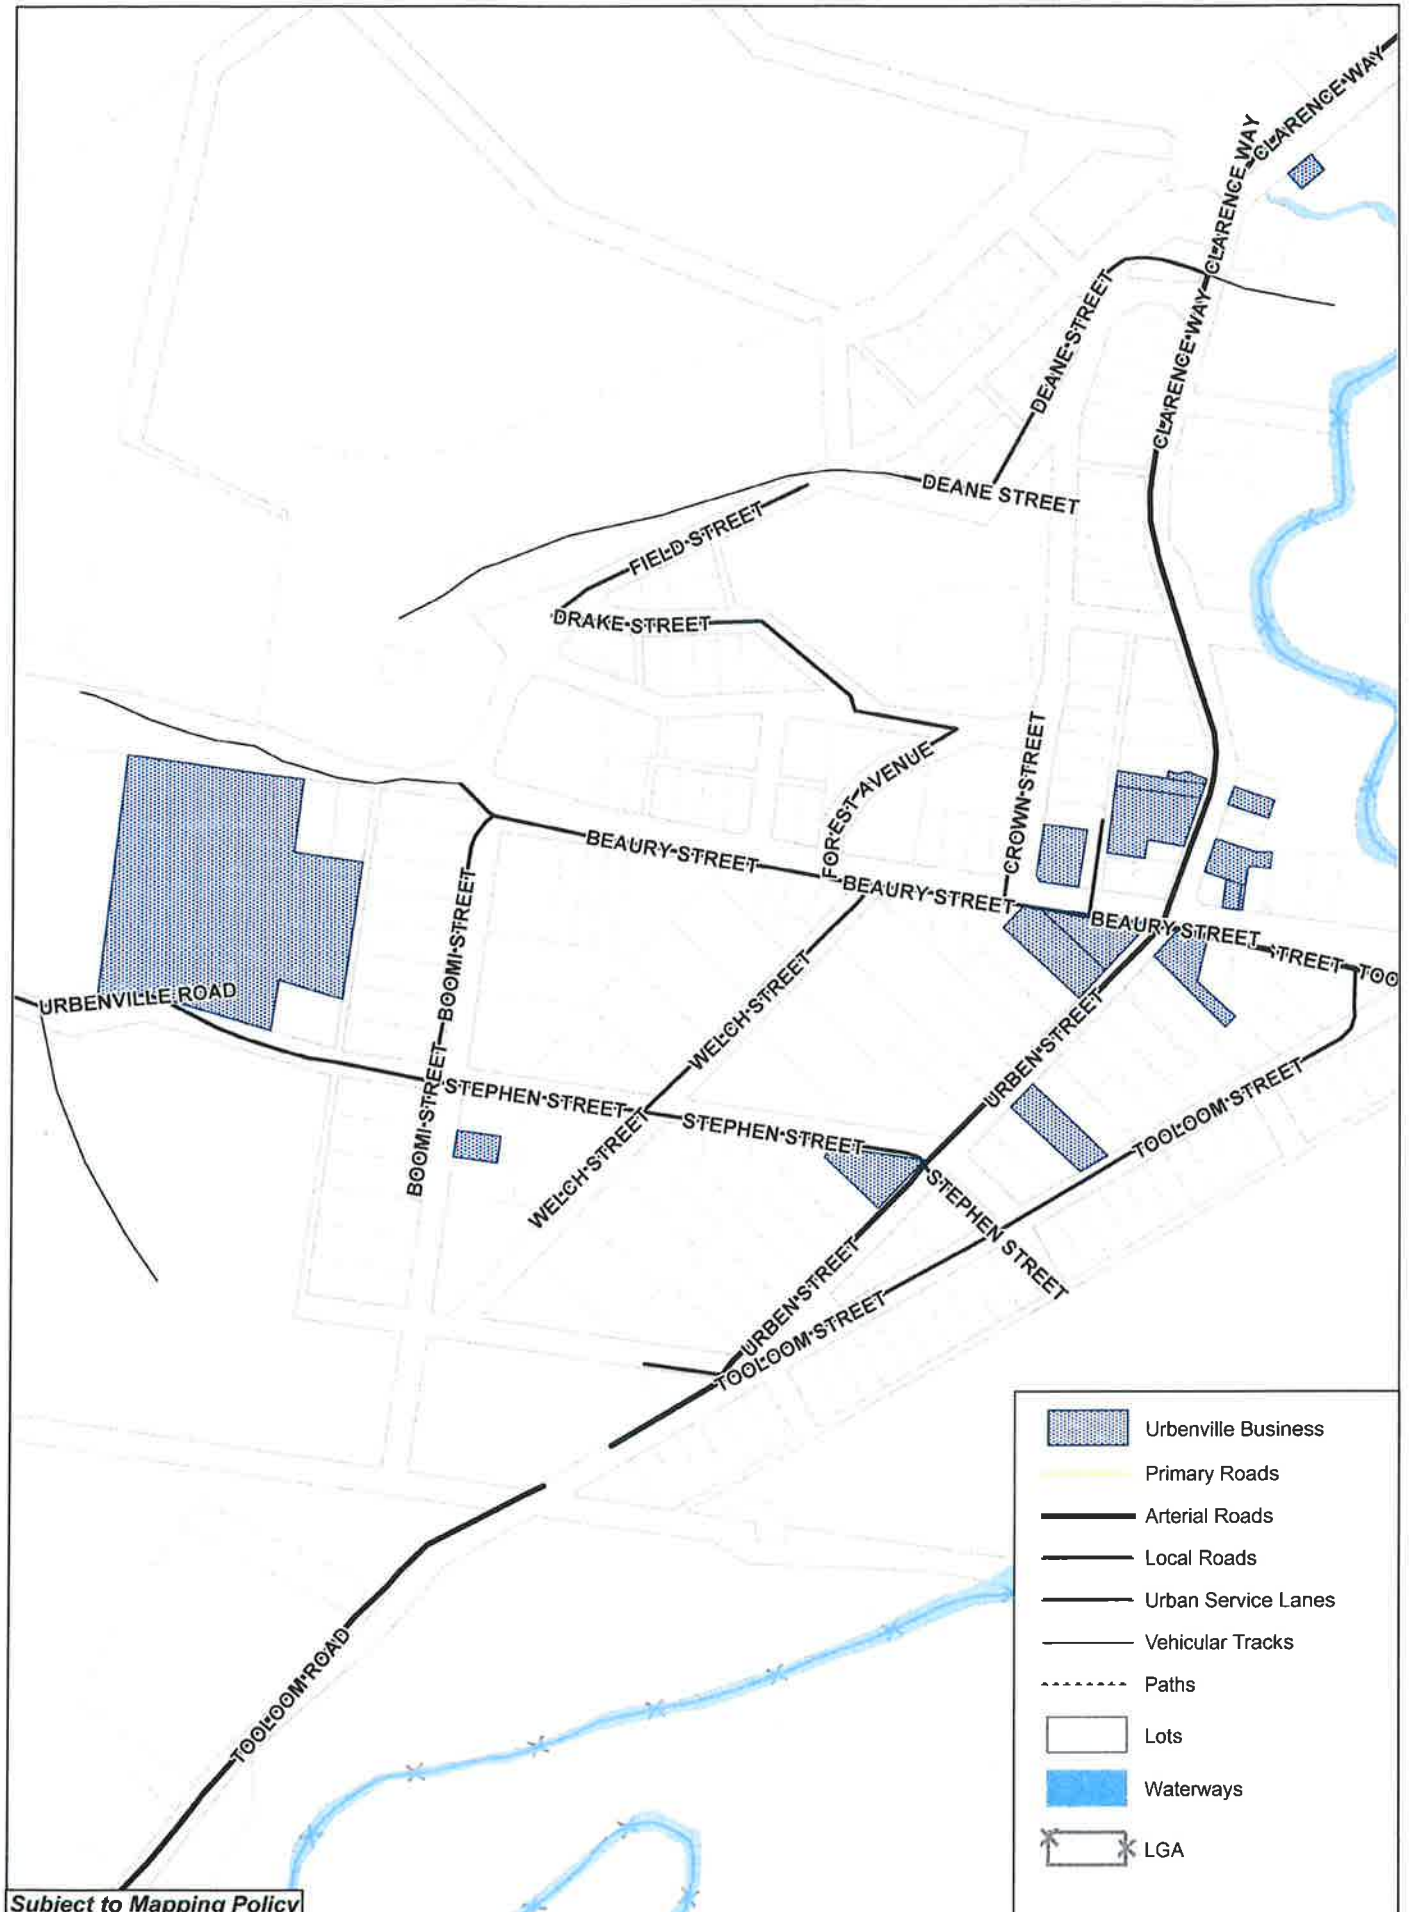 CLARENCE WAY
CLARENCE WAY
CLARENCE WAY
DEANE STREET
DEANE STREET
FIELD STREET
DRAKE STREET
FOREST AVENUE
CROWN STREET
BEAURY STREET
BEAURY STREET
BEAURY STREET
STREET
TOO
BOOMI STREET
BOOMI STREET
URBENVILLE ROAD
WELCH STREET
WELCH STREET
STEPHEN STREET
STEPHEN STREET
STEPHEN STREET
URBEN STREET
URBEN STREET
TOOLOOM STREET
TOOLOOM STREET
TOOLOOM ROAD
Urbenville Business
Primary Roads
Arterial Roads
Local Roads
Urban Service Lanes
Vehicular Tracks
Paths
Lots
Waterways
LGA
Subject to Mapping Policy